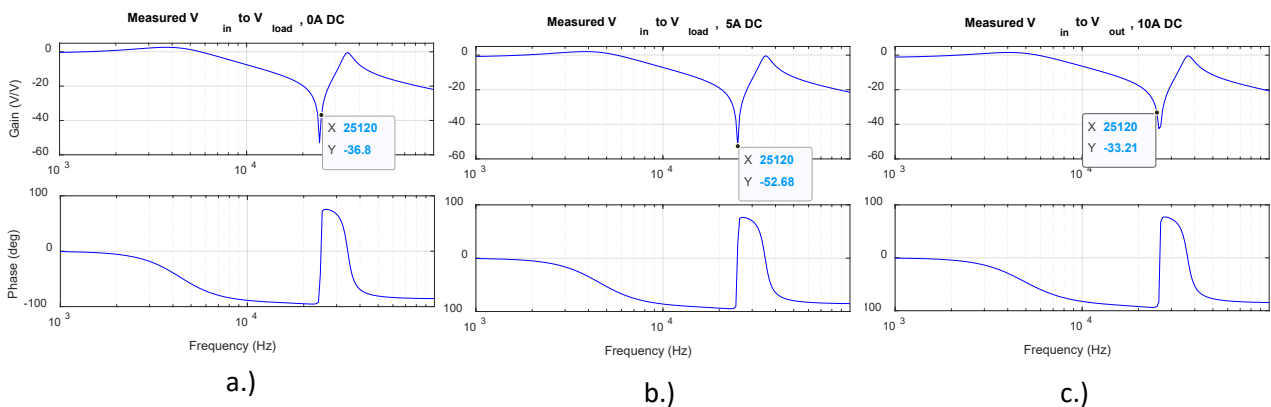 Measured V in to V load , 0A DC
0
-20
-40
-60
Gain (V/V)
X 25120
Y -36.8
10 3
10 4
100
0
-100
Phase (deg)
10 3
10 4
Frequency (Hz)
a.)
Measured V in to V load , 5A DC
0
-20
-40
-60
X 25120
Y -52.68
10 3
10 4
100
0
100
10 3
10 4
Frequency (Hz)
b.)
Measured V in to V out , 10A DC
0
-20
-40
-60
X 25120
Y -33.21
10 3
10 4
100
0
100
10 3
10 4
Frequency (Hz)
c.)